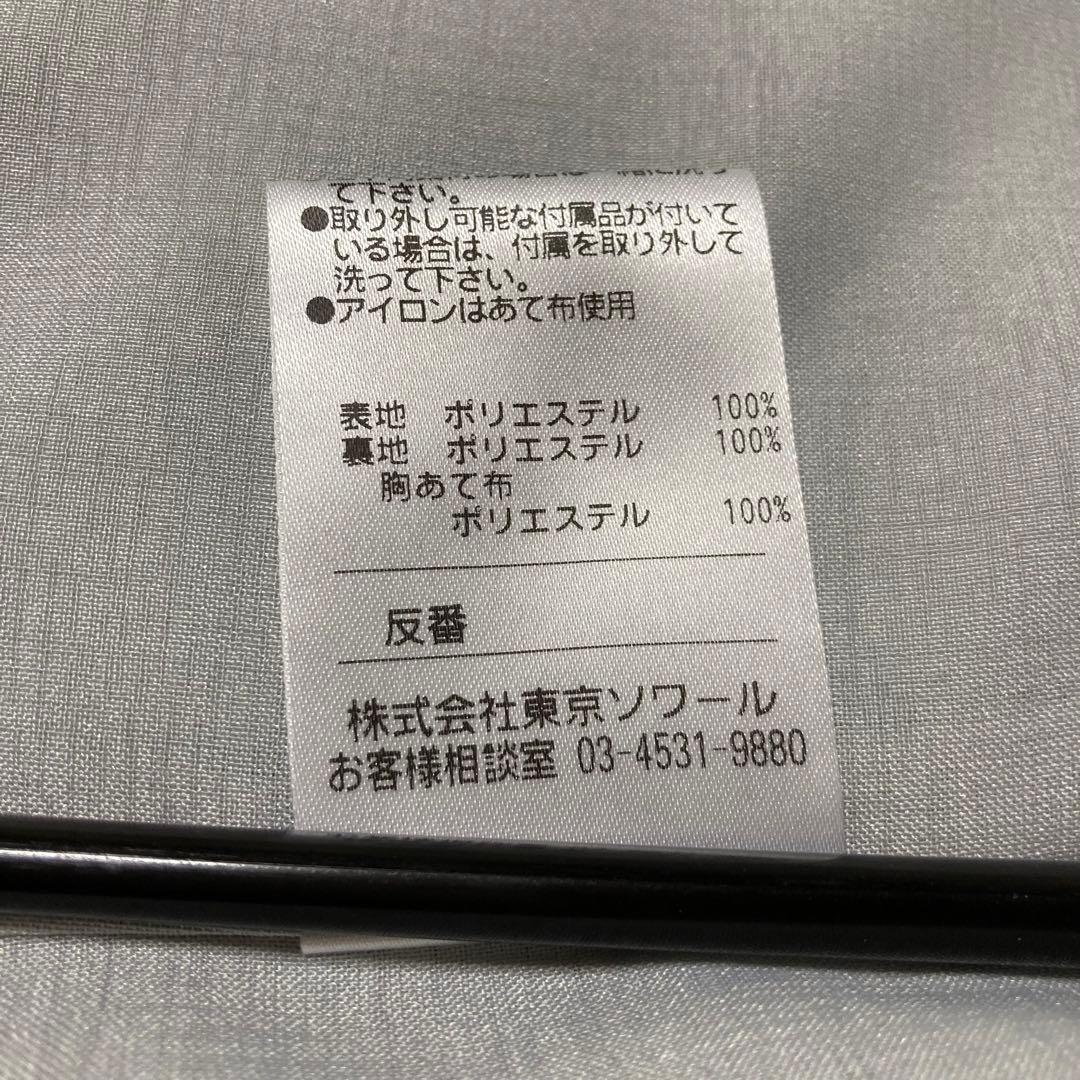 て下さい。
●取り外し可能な付属品が付いて
いる場合は、付属を取り外して
洗って下さい。
●アイロンはあて布使用
表地 ポリエステル 100%
裏地 ポリエステル 100%
胸あて布
ポリエステル 100%
反番
株式会社東京ソワール
お客様相談室 03-4531-9880